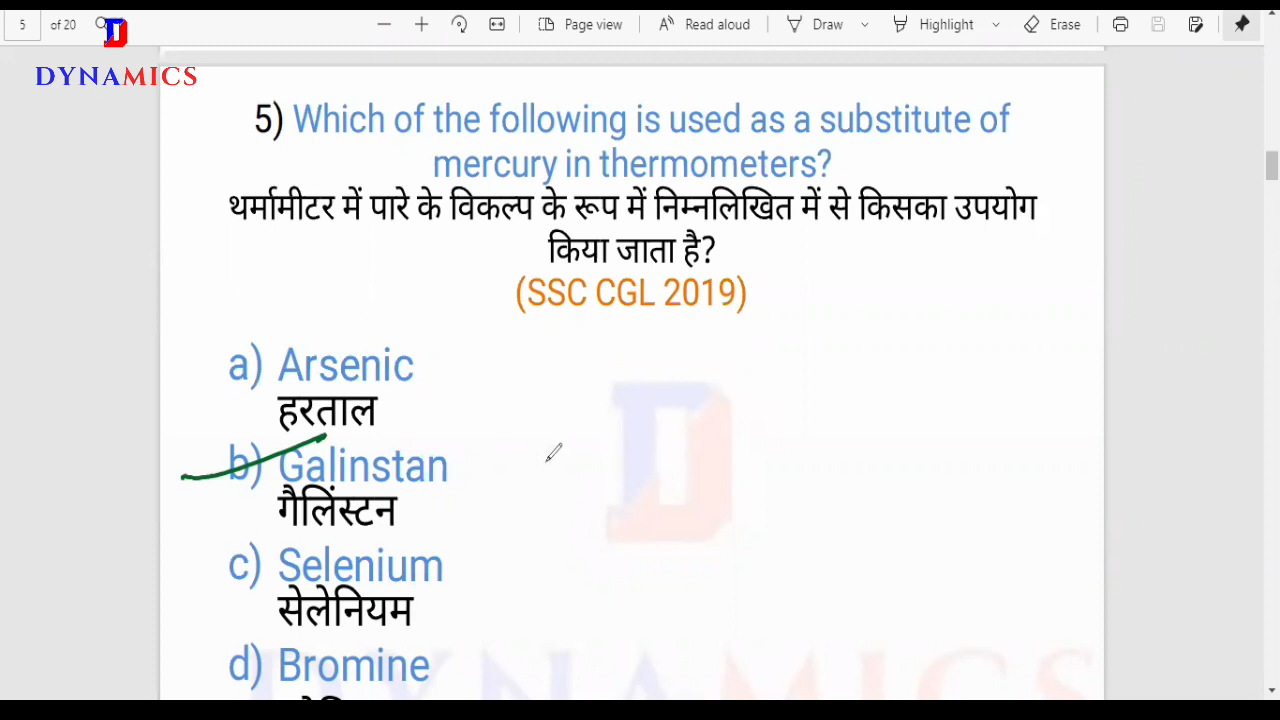 5 of 20 Page view Read aloud Draw Highlight Erase
DYNAMICS
5) Which of the following is used as a substitute of
mercury in thermometers?
थर्मामीटर में पारे के विकल्प के रूप में निम्नलिखित में से किसका उपयोग
किया जाता है?
(SSC CGL 2019)
a) Arsenic
हरताल
b) Galinstan
गैलिंस्टन
c) Selenium
सेलेनियम
d) Bromine
DYNAMICS